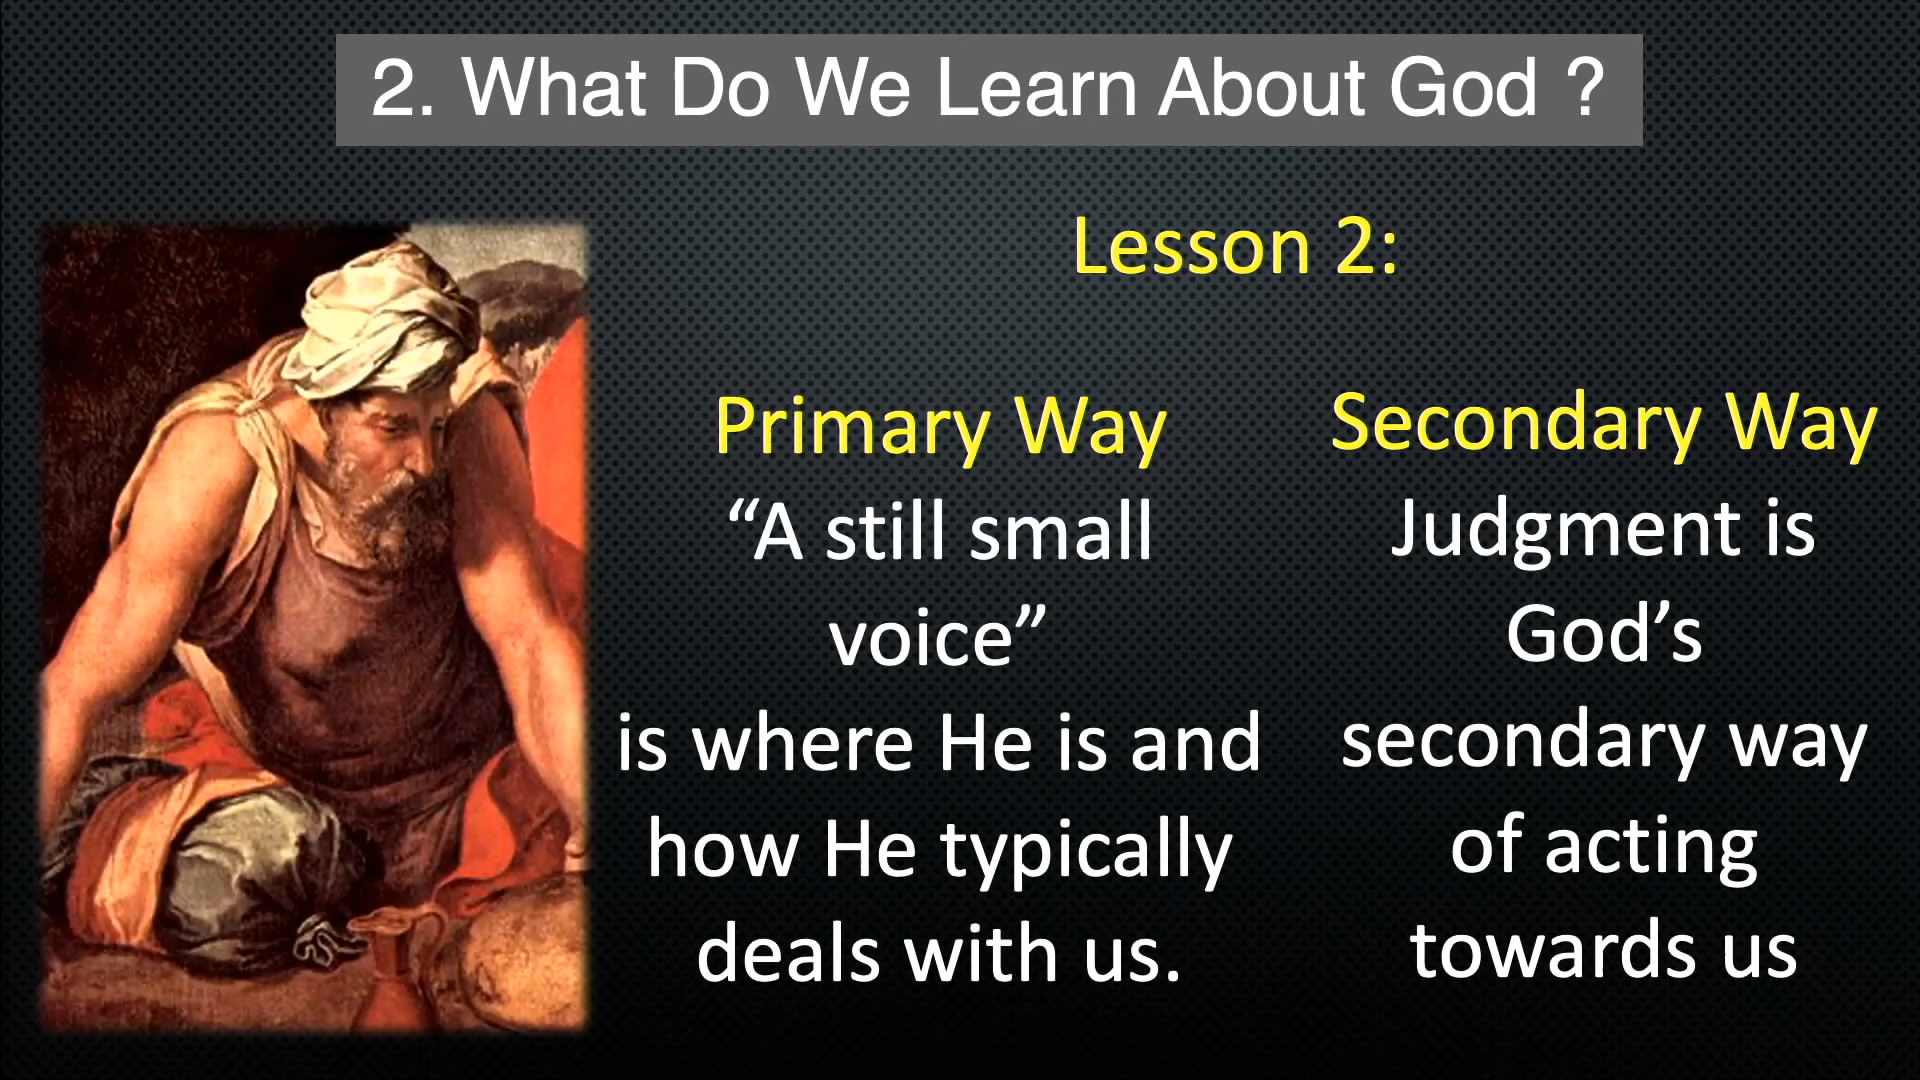 2. What Do We Learn About God ?
Lesson 2:
Primary Way
“A still small
voice”
is where He is and
how He typically
deals with us.
Secondary Way
Judgment is
God’s
secondary way
of acting
towards us